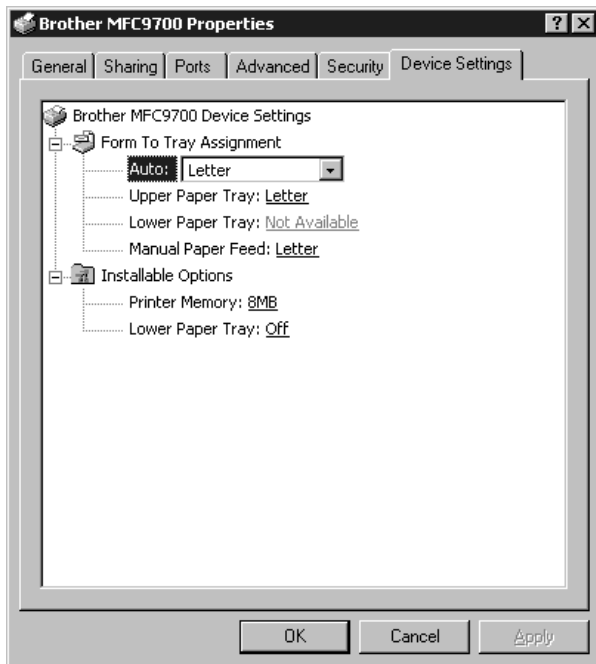 Brother MFC9700 Properties
General Sharing Ports Advanced Security Device Settings
Brother MFC9700 Device Settings
Form To Tray Assignment
Auto: Letter
Upper Paper Tray: Letter
Lower Paper Tray: Not Available
Manual Paper Feed: Letter
Installable Options
Printer Memory: 8MB
Lower Paper Tray: Off
OK Cancel Apply